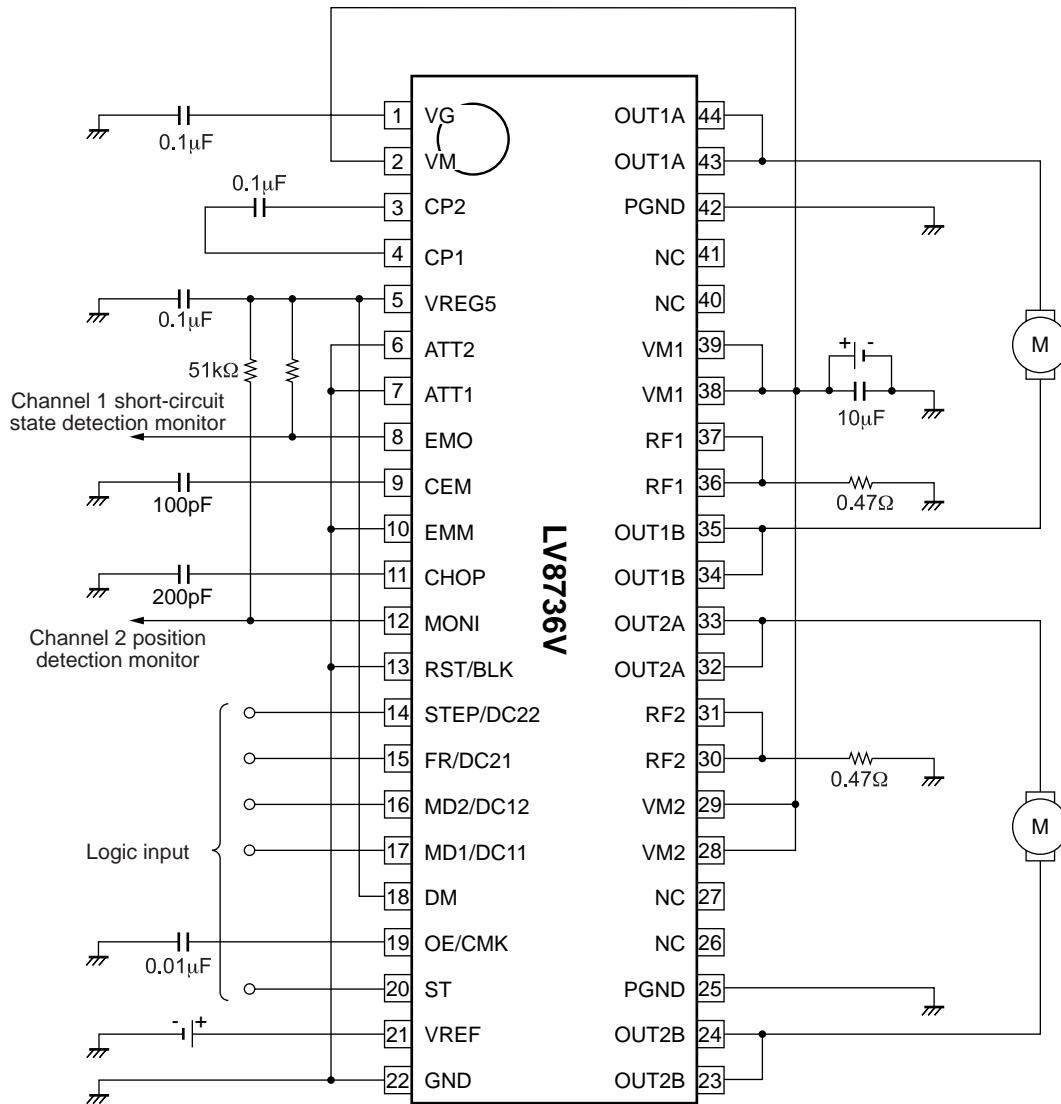 1 VG OUT1A 44
0.1µF
2 VM OUT1A 43
0.1µF
3 CP2 PGND 42
4 CP1 NC 41
5 VREG5 NC 40
0.1µF
6 ATT2 VM1 39
+ -
M
51kΩ
7 ATT1 VM1 38
10µF
Channel 1 short-circuit
state detection monitor
8 EMO RF1 37
9 CEM RF1 36
100pF
0.47Ω
10 EMM OUT1B 35
11 CHOP OUT1B 34
200pF
LV8736V
12 MONI OUT2A 33
Channel 2 position
detection monitor
13 RST/BLK OUT2A 32
14 STEP/DC22 RF2 31
15 FR/DC21 RF2 30
0.47Ω
16 MD2/DC12 VM2 29
M
Logic input
17 MD1/DC11 VM2 28
18 DM NC 27
19 OE/CMK NC 26
0.01µF
20 ST PGND 25
- +
21 VREF OUT2B 24
22 GND OUT2B 23